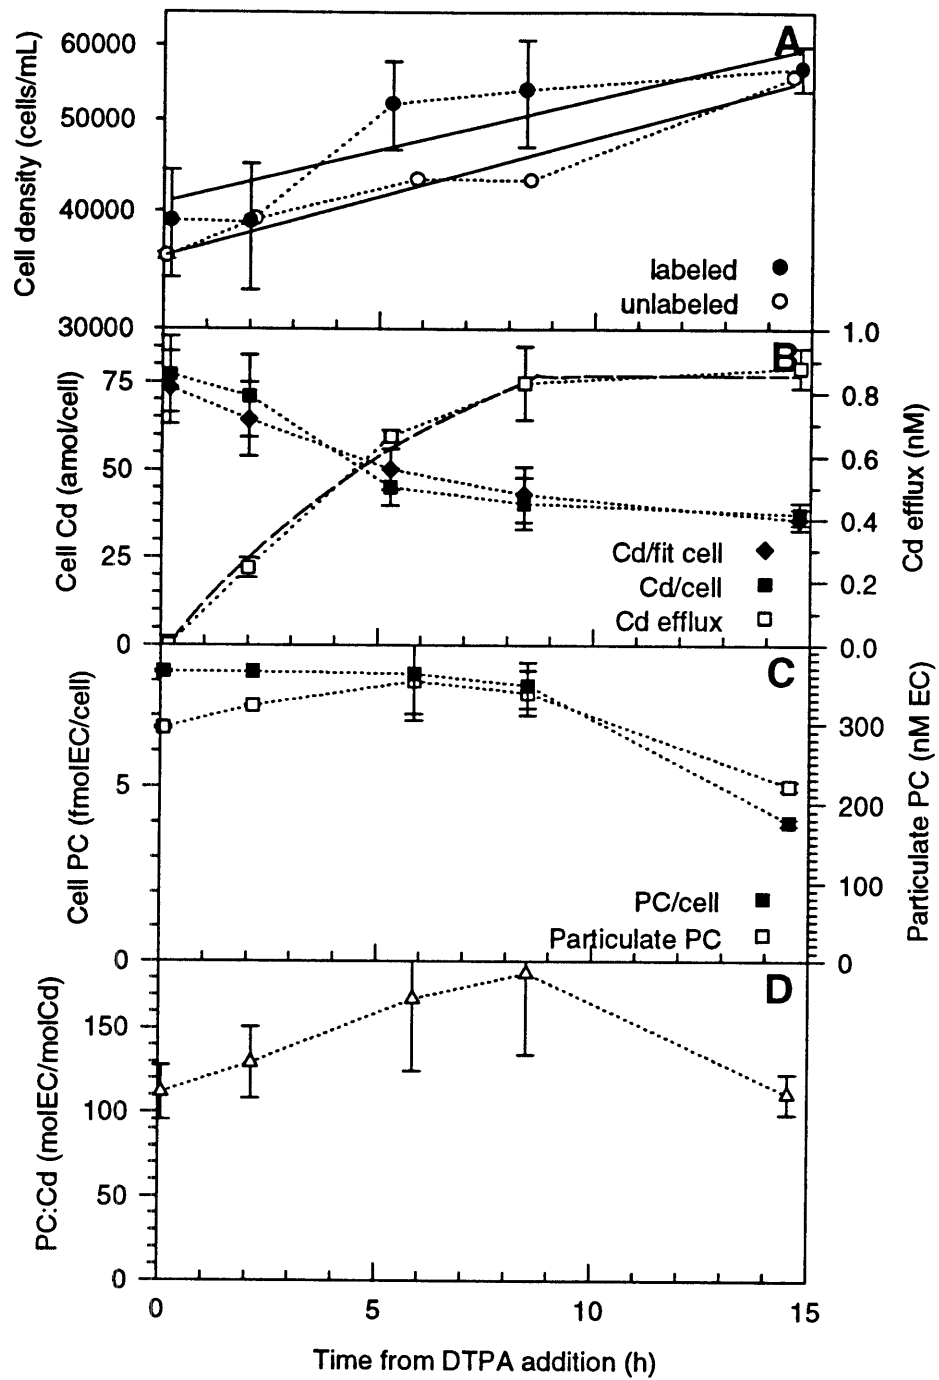 A
Cell density (cells/mL)
60000
50000
40000
30000
labeled
unlabeled
B
Cell Cd (amol/cell)
75
50
25
0
1.0
0.8
0.6
0.4
0.2
0.0
Cd efflux (nM)
Cd/fit cell
Cd/cell
Cd efflux
C
Cell PC (fmolEC/cell)
5
0
300
200
100
0
Particulate PC (nM EC)
PC/cell
Particulate PC
D
PC:Cd (molEC/molCd)
150
100
50
0
0 5 10 15
Time from DTPA addition (h)